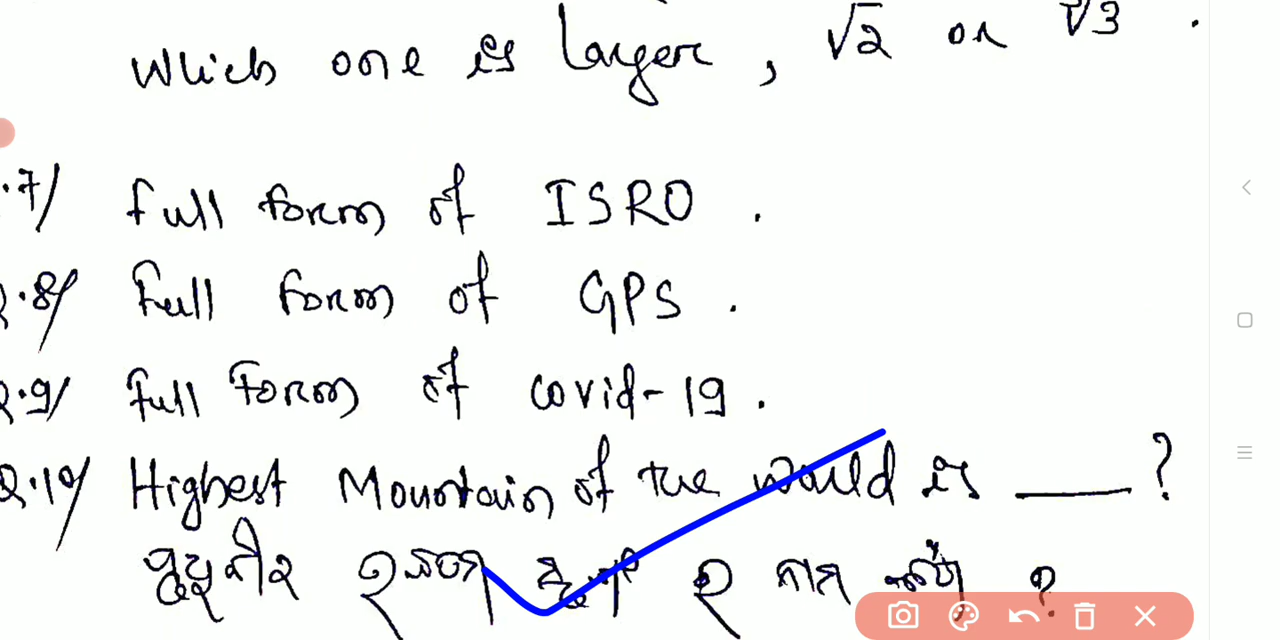 which one is larger, √2 or ∛3.
.7/ full form of ISRO.
Q.8/ Full form of GPS.
Q.9/ full form of covid-19.
Q.10/ Highest Mountain of the world is ____?
ପୃଥିବୀର ର ନାମ କ'ଣ ?